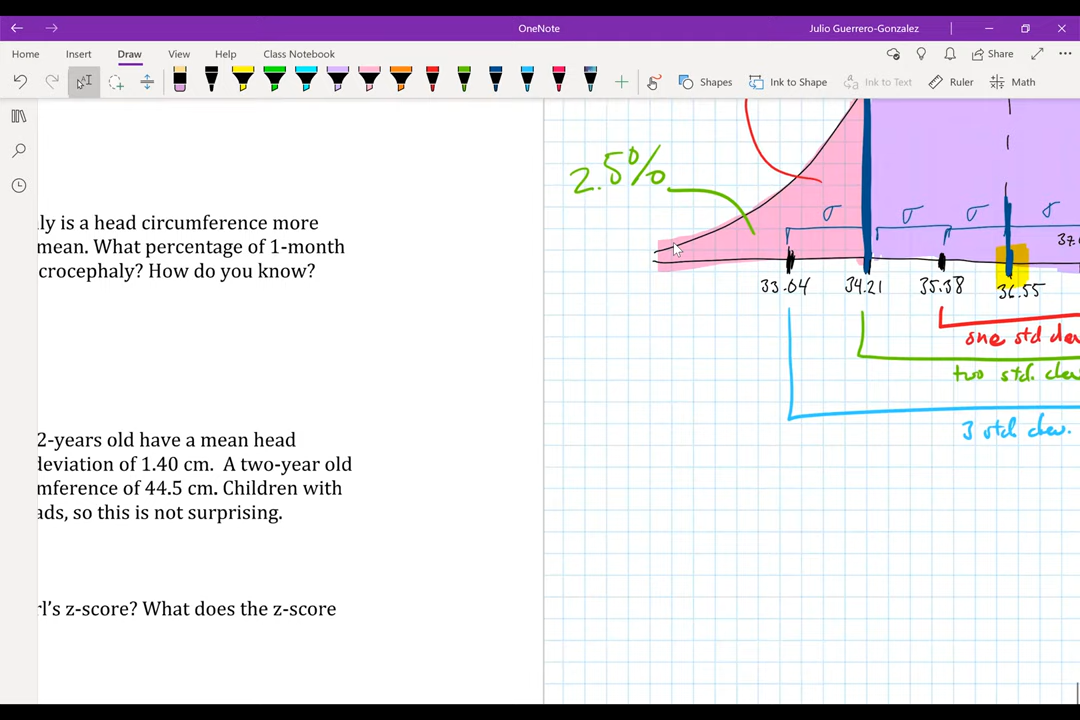 OneNote
Julio Guerrero-Gonzalez
Home Insert Draw View Help Class Notebook
Share
Shapes Ink to Shape Ink to Text Ruler Math
2.5%
ly is a head circumference more
mean. What percentage of 1-month
crocephaly? How do you know?
σ σ σ σ
37.
33.04 34.21 35.38 36.55
one std dev
two std. dev
3 std dev.
2-years old have a mean head
deviation of 1.40 cm. A two-year old
mference of 44.5 cm. Children with
ads, so this is not surprising.
rl's z-score? What does the z-score